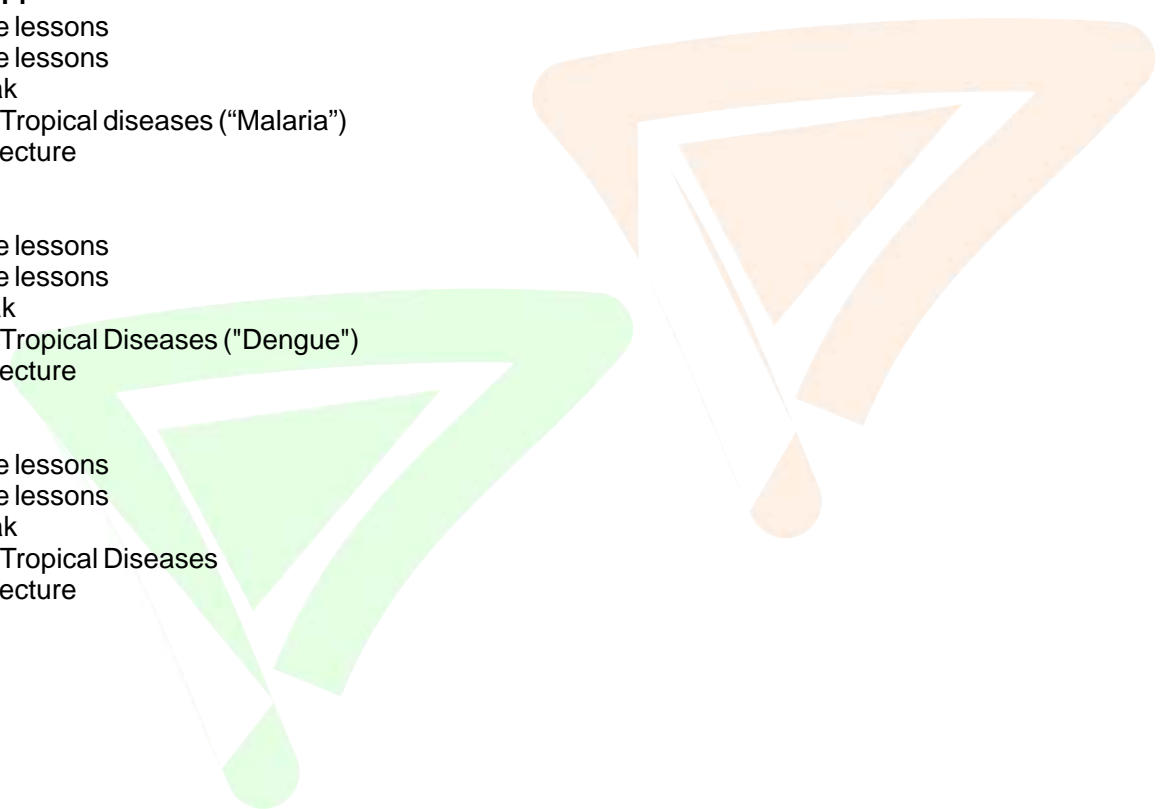 e lessons
e lessons
ak
Tropical diseases (“Malaria”)
ecture
e lessons
e lessons
ak
Tropical Diseases ("Dengue")
ecture
e lessons
e lessons
ak
Tropical Diseases
ecture